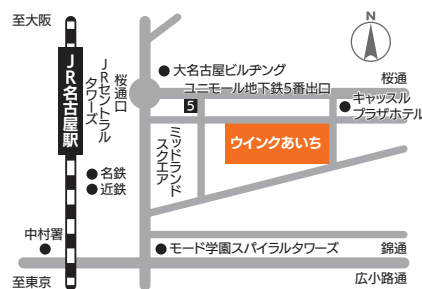 至大阪
N
JR名古屋駅
JRセントラル
タワーズ
桜通口
大名古屋ビルヂング
ユニモール地下鉄5番出口
5
桜通
キャッスル
プラザホテル
ミッドランド
スクエア
ウインクあいち
名鉄
近鉄
中村署
モード学園スパイラルタワーズ
錦通
至東京
広小路通